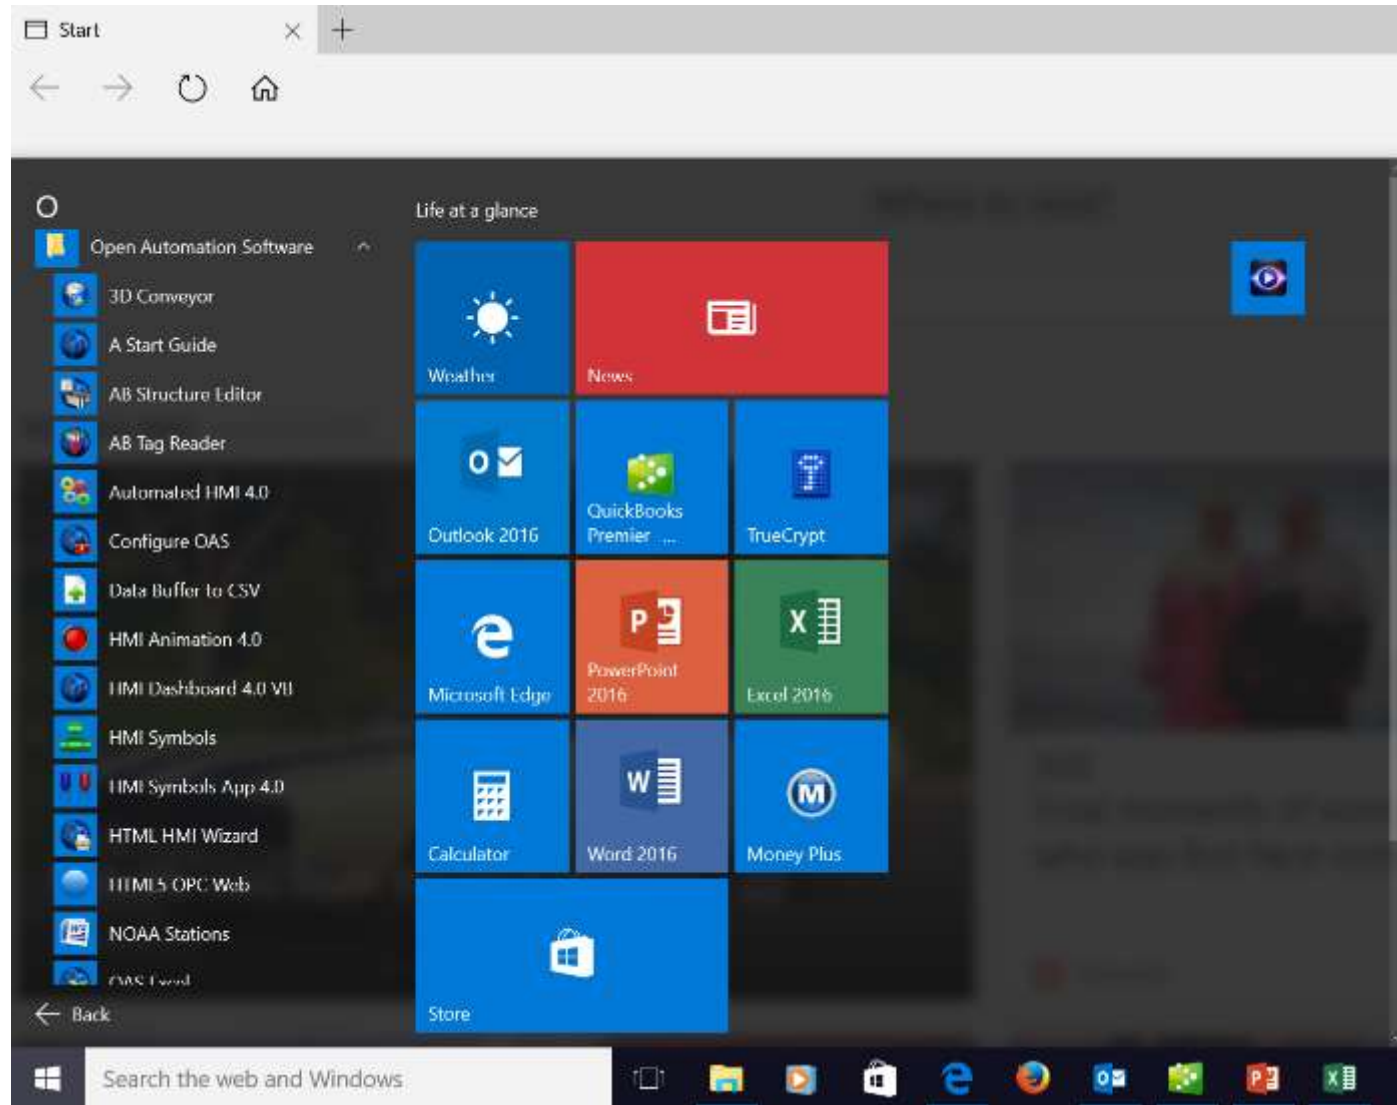 Start
O
Open Automation Software
3D Conveyor
A Start Guide
AB Structure Editor
AB Tag Reader
Automated HMI 4.0
Configure OAS
Data Buffer to CSV
HMI Animation 4.0
HMI Dashboard 4.0 VB
HMI Symbols
HMI Symbols App 4.0
HTML HMI Wizard
HTML5 OPC Web
NOAA Stations
OAS Excel
Back
Life at a glance
Weather
News
Outlook 2016
QuickBooks
Premier ...
TrueCrypt
Microsoft Edge
PowerPoint
2016
Excel 2016
Calculator
Word 2016
Money Plus
Store
Search the web and Windows